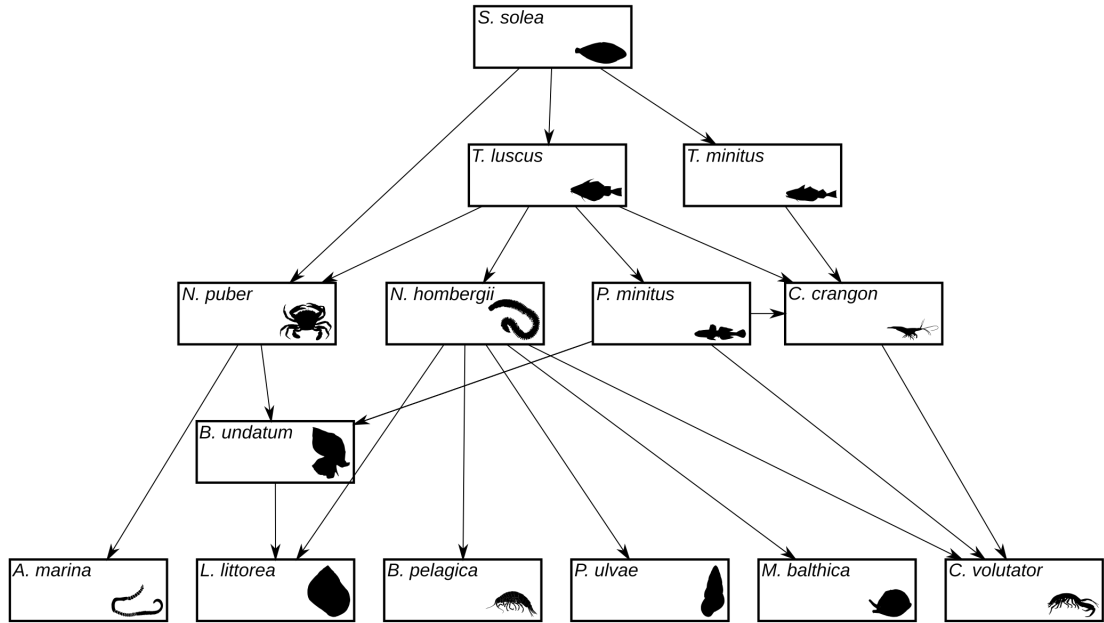 S. solea
T. luscus
T. minitus
N. puber
N. hombergii
P. minitus
C. crangon
B. undatum
A. marina
L. littorea
B. pelagica
P. ulvae
M. balthica
C. volutator